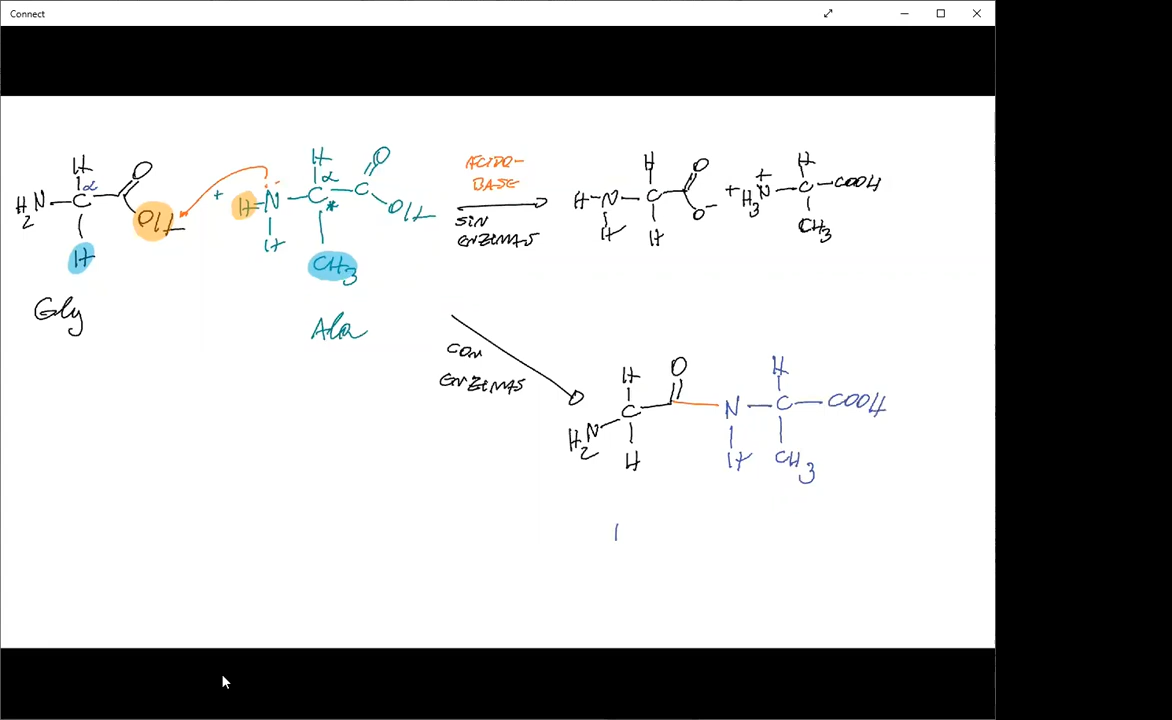 Connect
H H O H O
H2N C α O H α C O ACIDO- H N C O + H3N+ C COOH
OH + H N C * C OH BASE H H O- CH3
H H CH3 SIN
ENZIMAS
Gly Ala
CON
ENZIMAS
H O H
H2N C C N C COOH
H H CH3